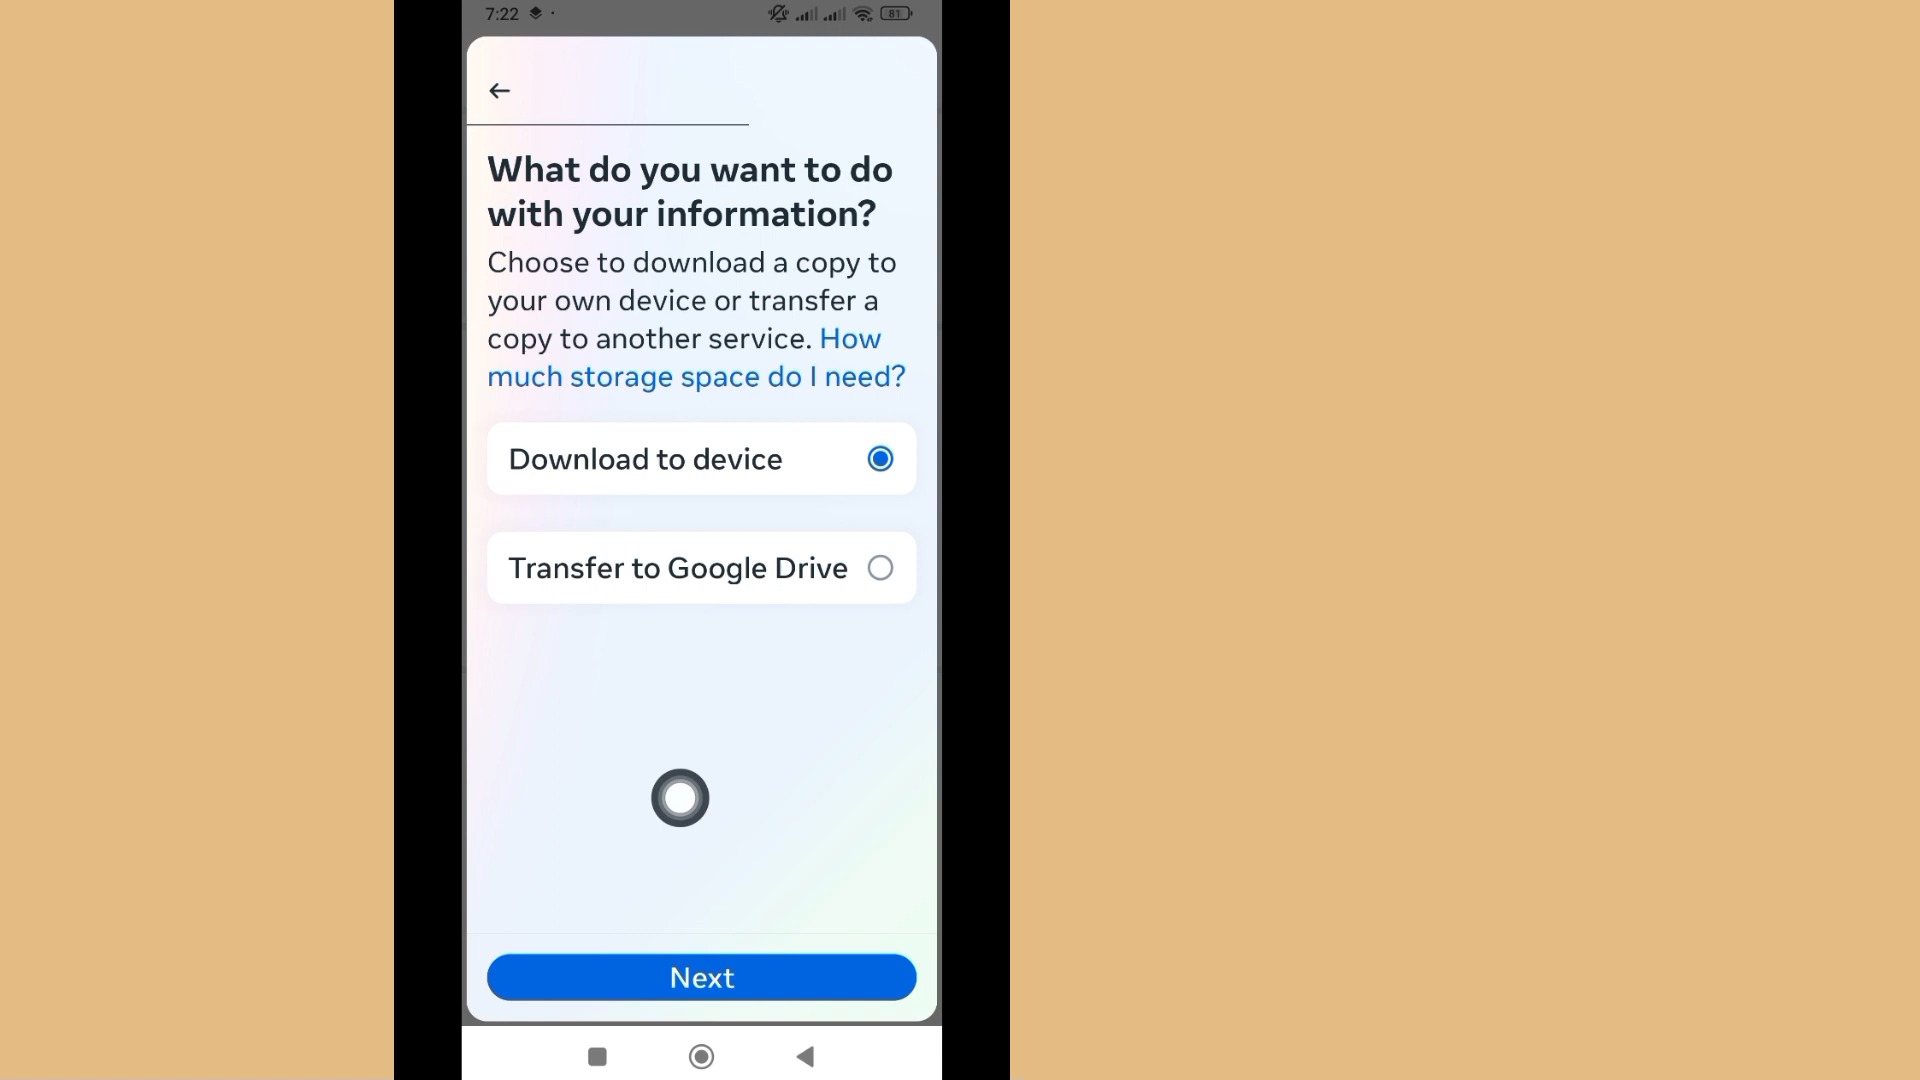 7:22
81
What do you want to do
with your information?
Choose to download a copy to
your own device or transfer a
copy to another service. How
much storage space do I need?
Download to device
Transfer to Google Drive
Next